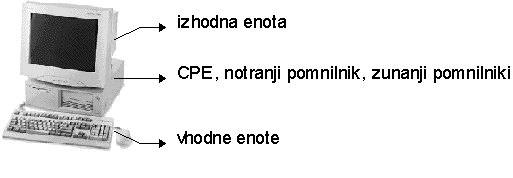 izhodna enota
CPE, notranji pomnilnik, zunanji pomnilniki
vhodne enote